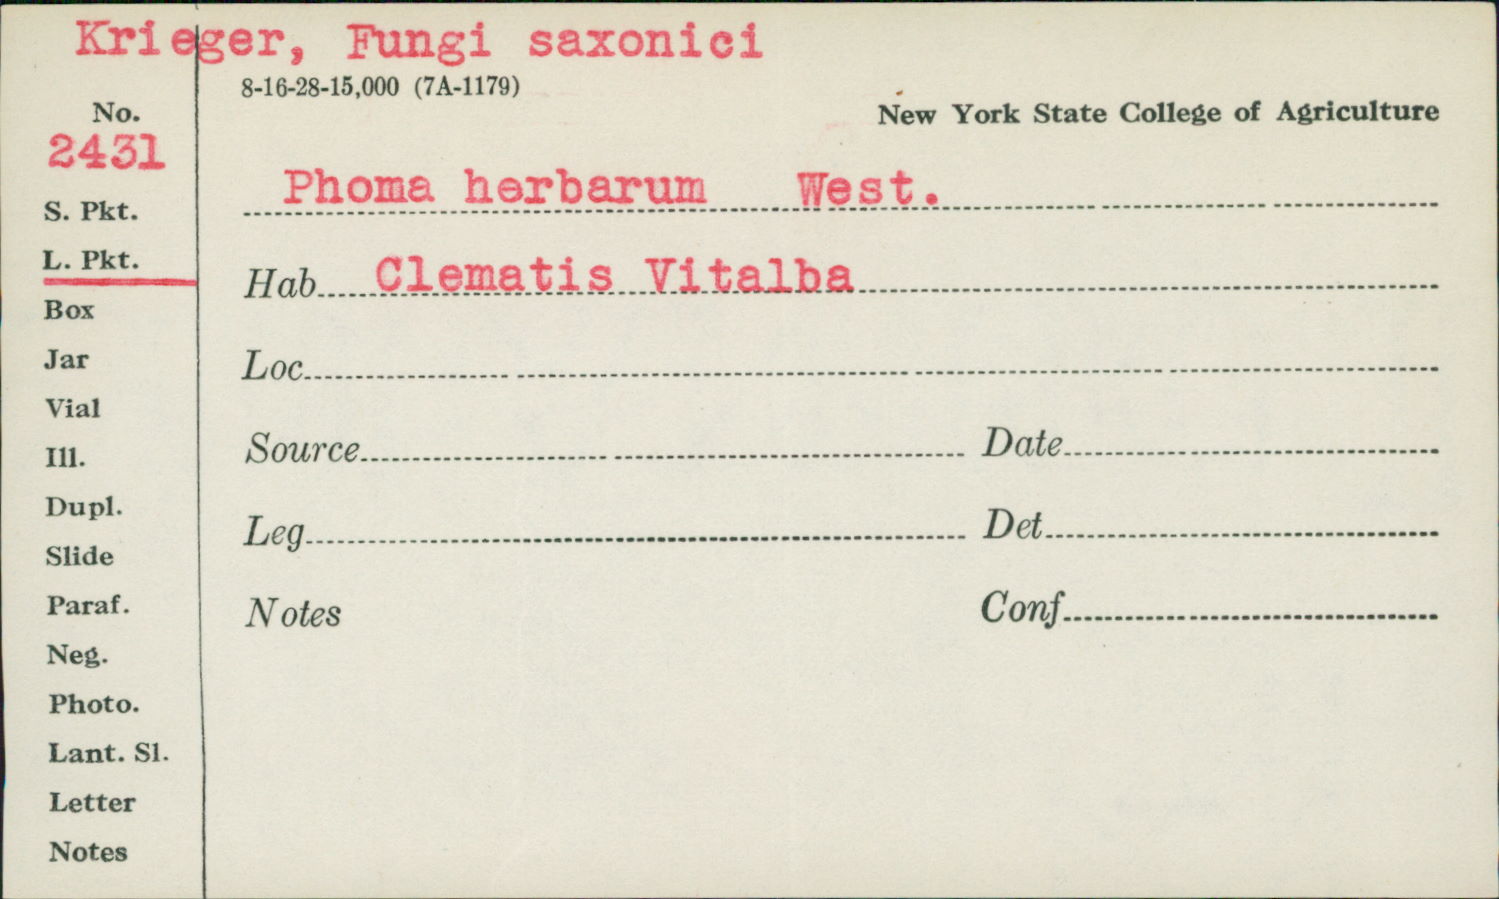 Krieger, Fungi saxonici
8-16-28-15,000 (7A-1179)
No.
New York State College of Agriculture
2431
Phoma herbarum West.
S. Pkt.
L. Pkt.
Hab Clematis Vitalba
Box
Jar
Loc
Vial
Source Date
Ill.
Dupl.
Leg Det
Slide
Paraf.
Notes Conf
Neg.
Photo.
Lant. Sl.
Letter
Notes